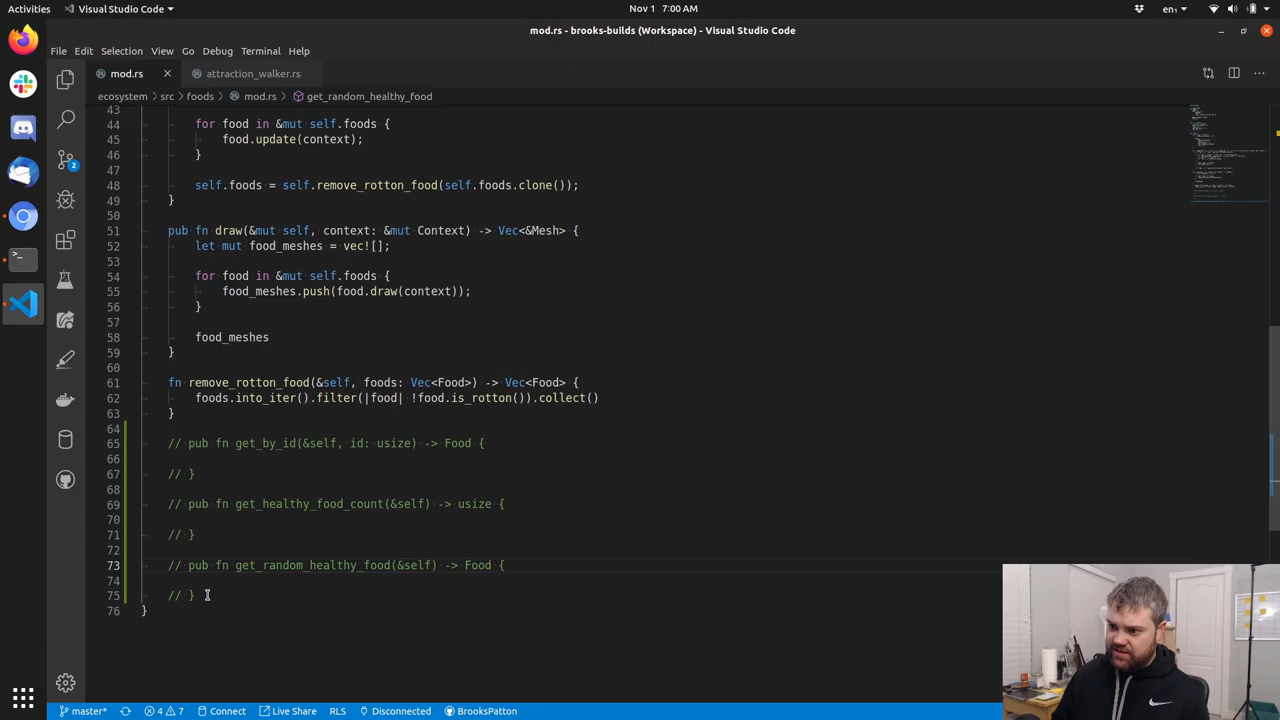 Activities
Visual Studio Code
Nov 1 7:00 AM
en₁
mod.rs - brooks-builds (Workspace) - Visual Studio Code
File Edit Selection View Go Debug Terminal Help
mod.rs
attraction_walker.rs
ecosystem › src › foods › mod.rs › get_random_healthy_food
43
44 for food in &mut self.foods {
45 food.update(context);
46 }
47
48 self.foods = self.remove_rotton_food(self.foods.clone());
49 }
50
51 pub fn draw(&mut self, context: &mut Context) -> Vec<&Mesh> {
52 let mut food_meshes = vec![];
53
54 for food in &mut self.foods {
55 food_meshes.push(food.draw(context));
56 }
57
58 food_meshes
59 }
60
61 fn remove_rotton_food(&self, foods: Vec<Food>) -> Vec<Food> {
62 foods.into_iter().filter(|food| !food.is_rotton()).collect()
63 }
64
65 // pub fn get_by_id(&self, id: usize) -> Food {
66
67 // }
68
69 // pub fn get_healthy_food_count(&self) -> usize {
70
71 // }
72
73 // pub fn get_random_healthy_food(&self) -> Food {
74
75 // }
76 }
2
master*
4
7
Connect
Live Share
RLS
Disconnected
BrooksPatton